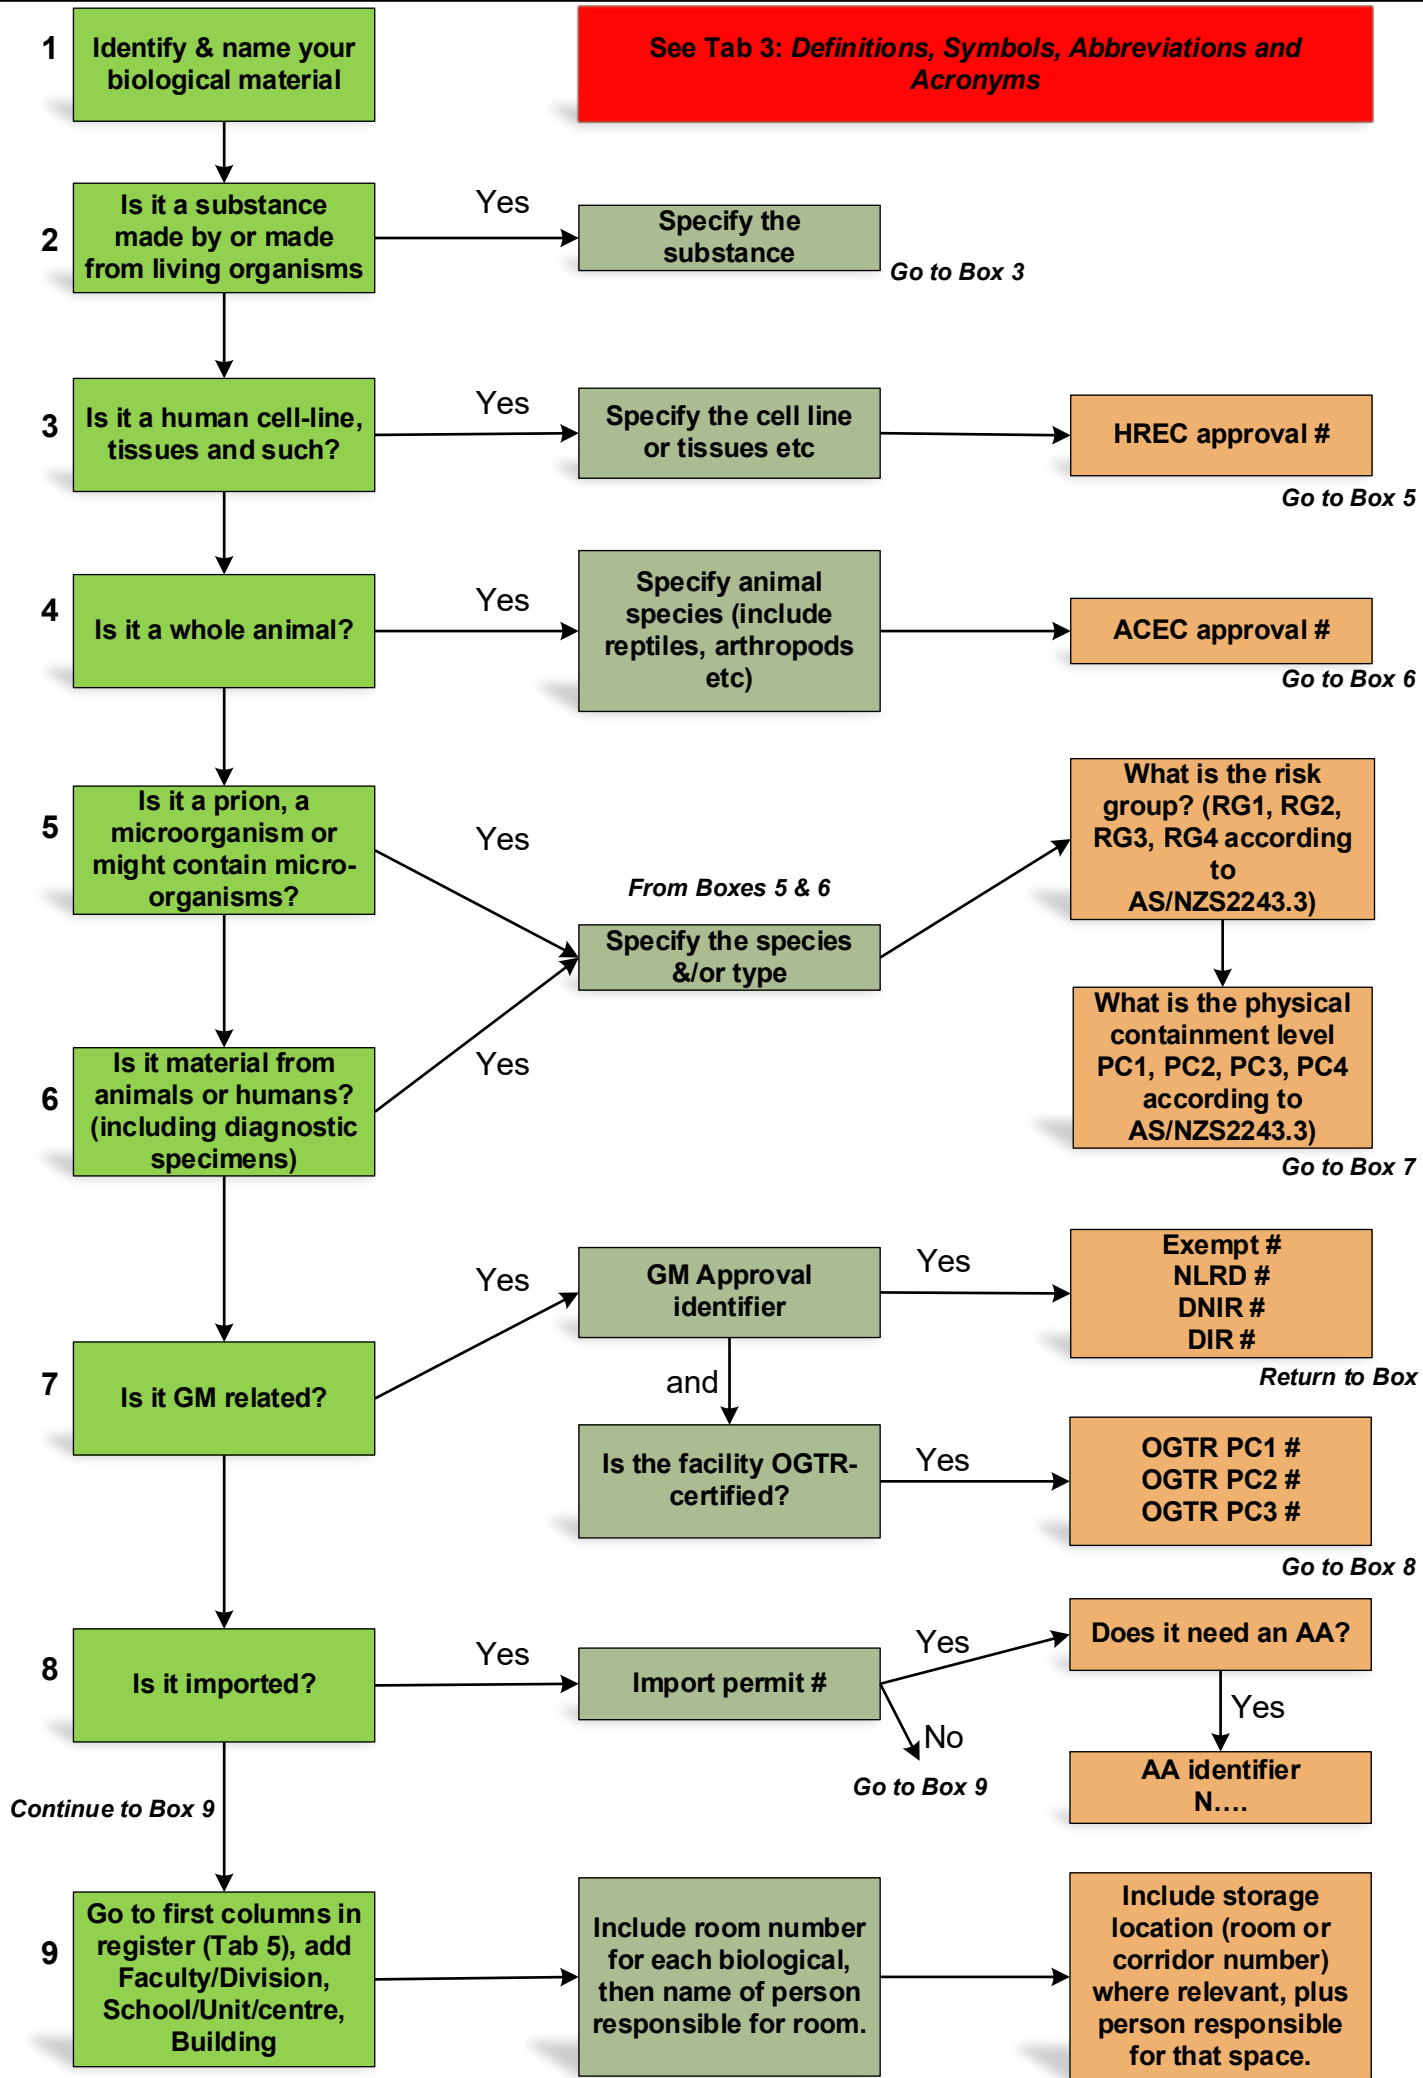 1
Identify & name your
biological material
See Tab 3: Definitions, Symbols, Abbreviations and
Acronyms
2
Is it a substance
made by or made
from living organisms
Yes
Specify the
substance
Go to Box 3
3
Is it a human cell-line,
tissues and such?
Yes
Specify the cell line
or tissues etc
HREC approval #
Go to Box 5
4
Is it a whole animal?
Yes
Specify animal
species (include
reptiles, arthropods
etc)
ACEC approval #
Go to Box 6
5
Is it a prion, a
microorganism or
might contain micro-
organisms?
Yes
From Boxes 5 & 6
Specify the species
&/or type
What is the risk
group? (RG1, RG2,
RG3, RG4 according
to
AS/NZS2243.3)
What is the physical
containment level
PC1, PC2, PC3, PC4
according to
AS/NZS2243.3)
Go to Box 7
6
Is it material from
animals or humans?
(including diagnostic
specimens)
Yes
7
Is it GM related?
Yes
GM Approval
identifier
Yes
Exempt #
NLRD #
DNIR #
DIR #
Return to Box
and
Is the facility OGTR-
certified?
Yes
OGTR PC1 #
OGTR PC2 #
OGTR PC3 #
Go to Box 8
8
Is it imported?
Yes
Import permit #
Yes
Does it need an AA?
Yes
No
Go to Box 9
AA identifier
N....
Continue to Box 9
9
Go to first columns in
register (Tab 5), add
Faculty/Division,
School/Unit/centre,
Building
Include room number
for each biological,
then name of person
responsible for room.
Include storage
location (room or
corridor number)
where relevant, plus
person responsible
for that space.